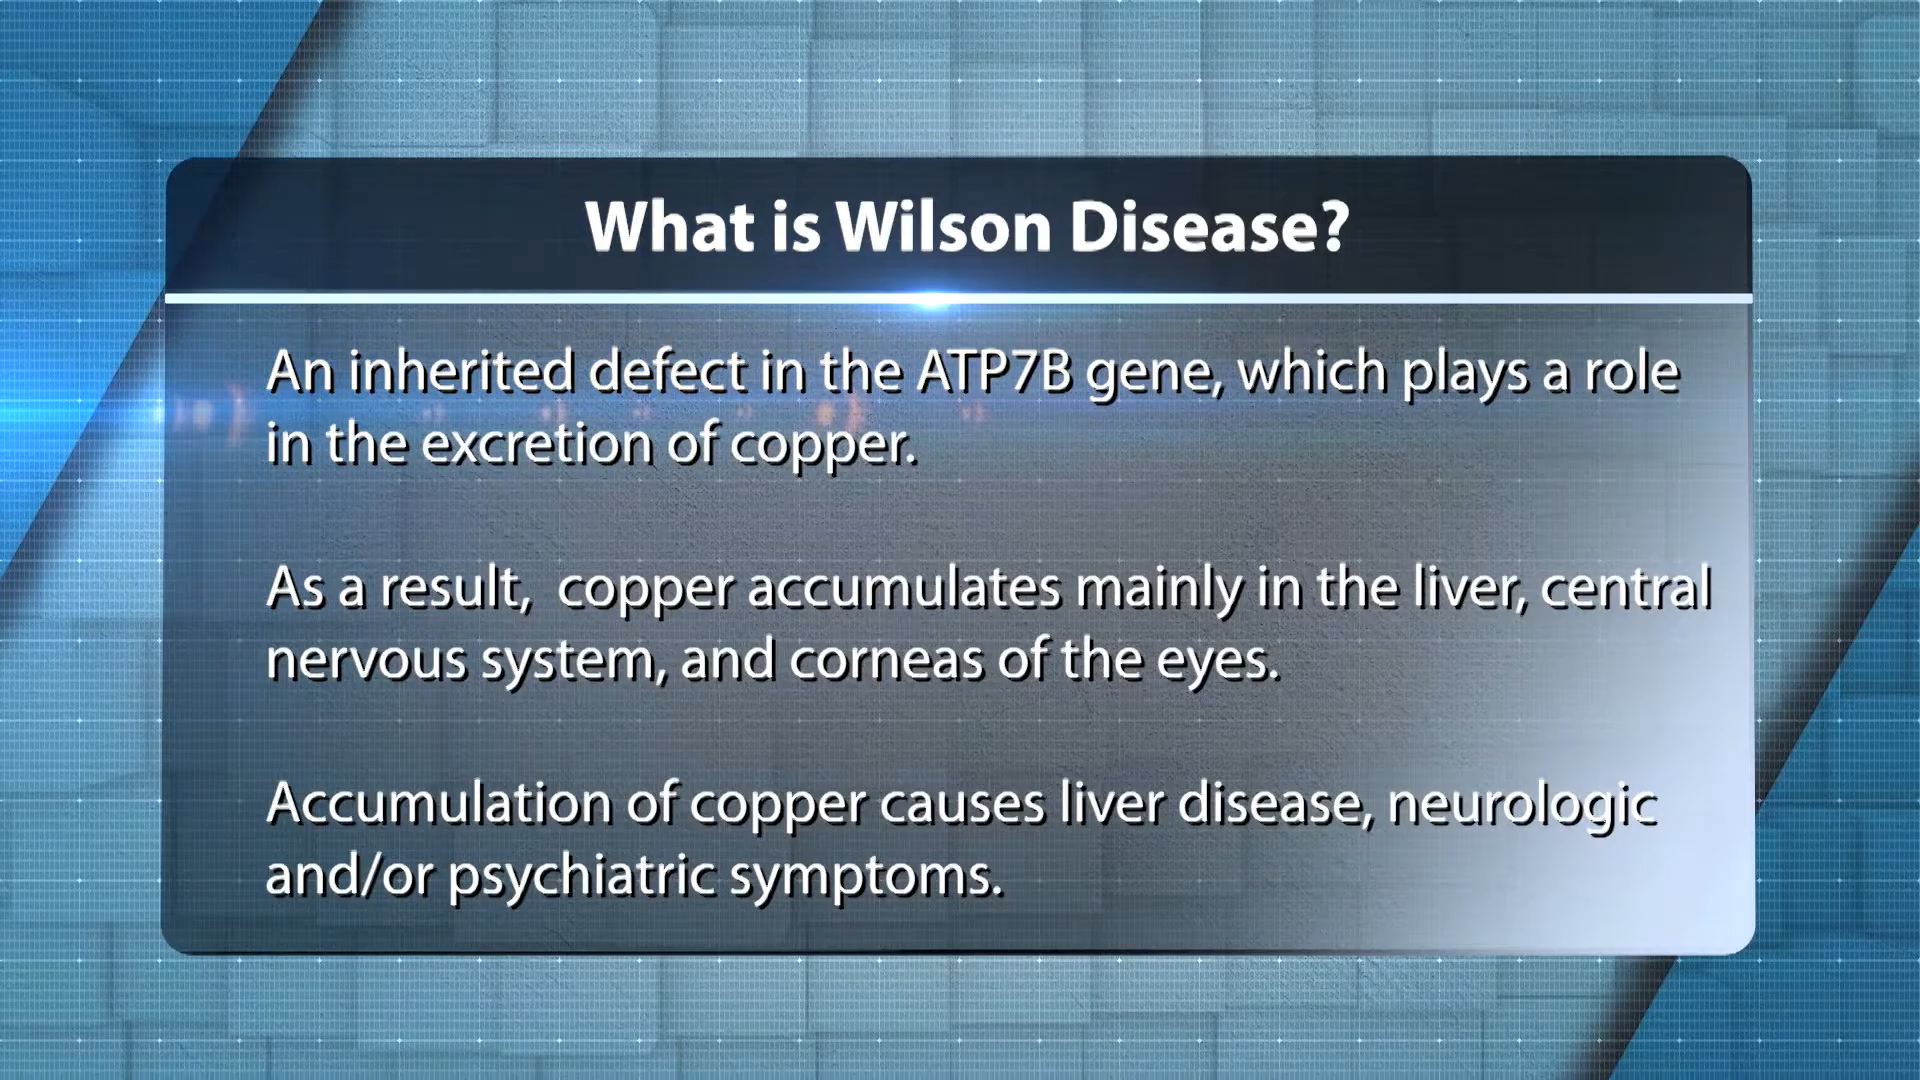 What is Wilson Disease?
An inherited defect in the ATP7B gene, which plays a role
in the excretion of copper.
As a result,  copper accumulates mainly in the liver, central
nervous system, and corneas of the eyes.
Accumulation of copper causes liver disease, neurologic
and/or psychiatric symptoms.